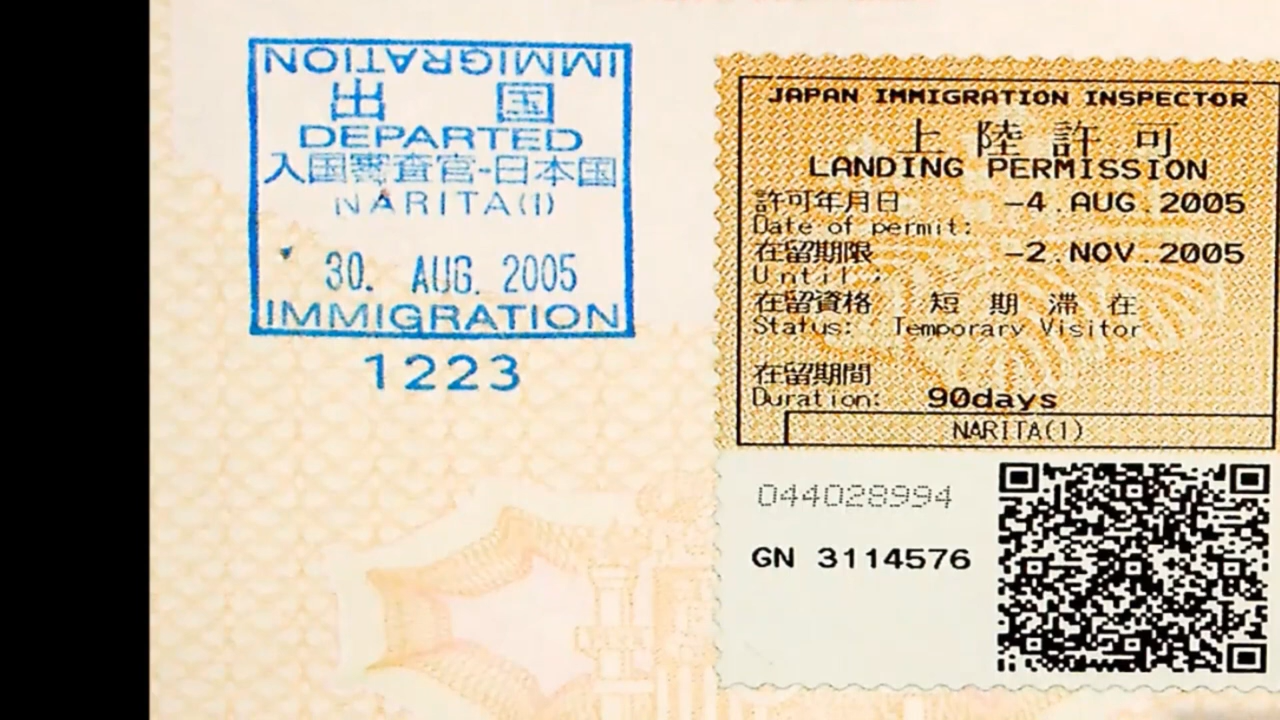 IMMIGRATION
出国
DEPARTED
入国審査官-日本国
NARITA(1)
30. AUG. 2005
IMMIGRATION
1223
JAPAN IMMIGRATION INSPECTOR
上陸許可
LANDING PERMISSION
許可年月日 -4.AUG.2005
Date of permit:
在留期限 -2.NOV.2005
Until :
在留資格 短期滞在
Status: Temporary Visitor
在留期間
Duration: 90days
NARITA(1)
044028994
GN 3114576